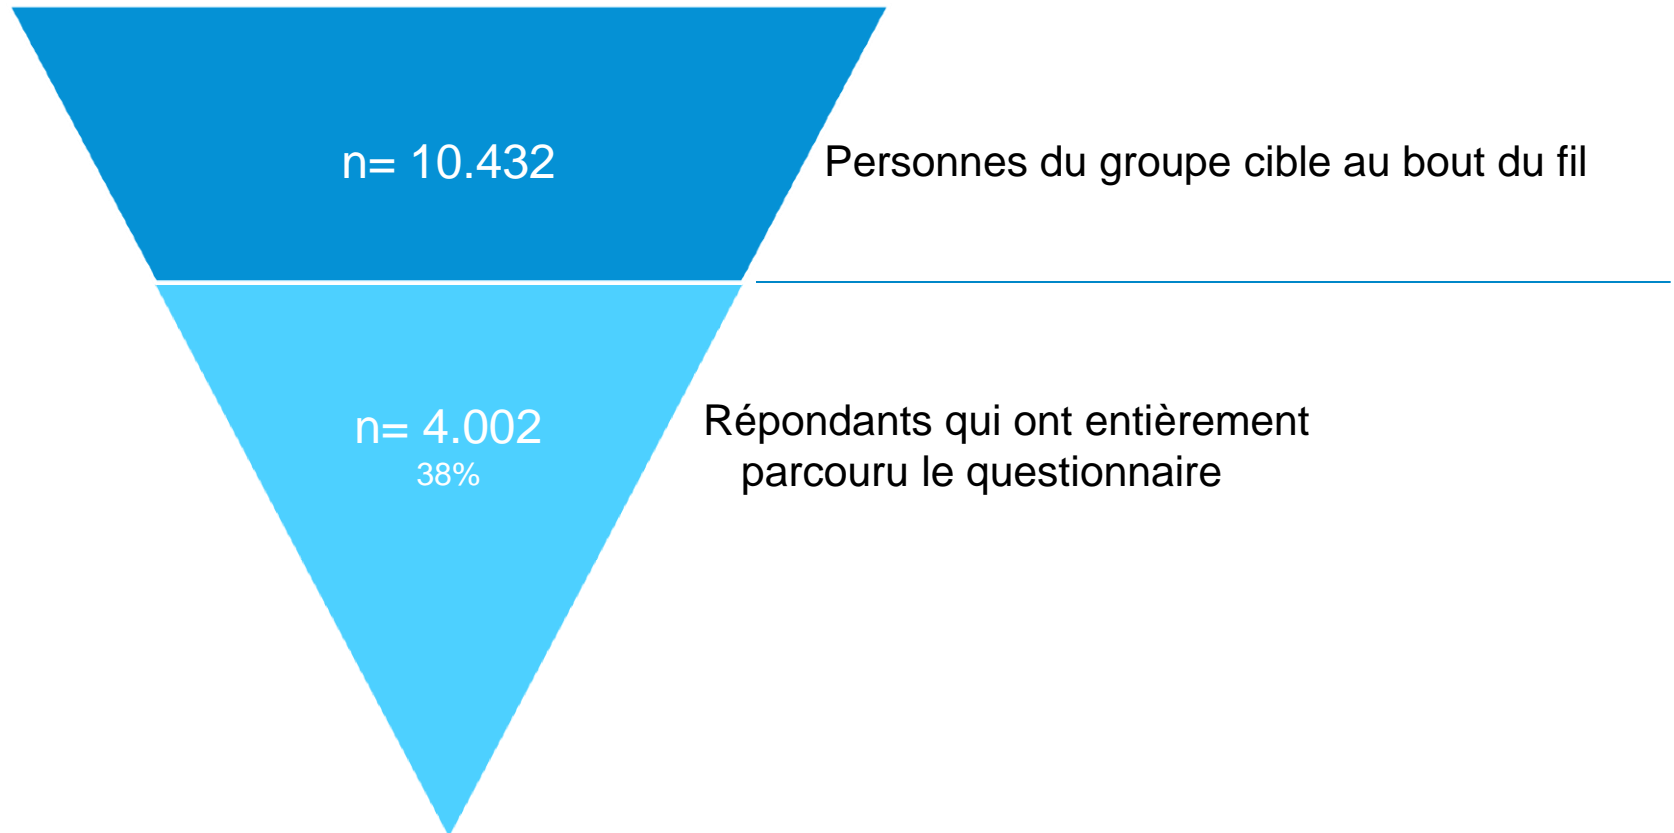 n= 10.432
Personnes du groupe cible au bout du fil
n= 4.002
38%
Répondants qui ont entièrement
parcouru le questionnaire